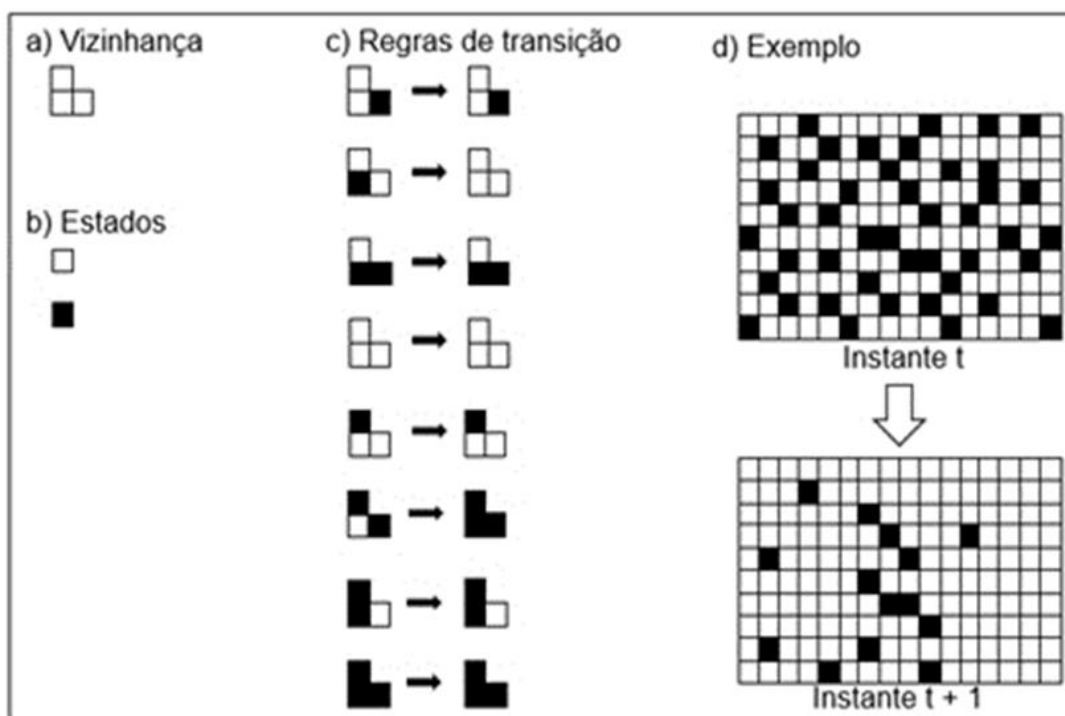 a) Vizinhança
b) Estados
c) Regras de transição
d) Exemplo
Instante t
Instante t + 1